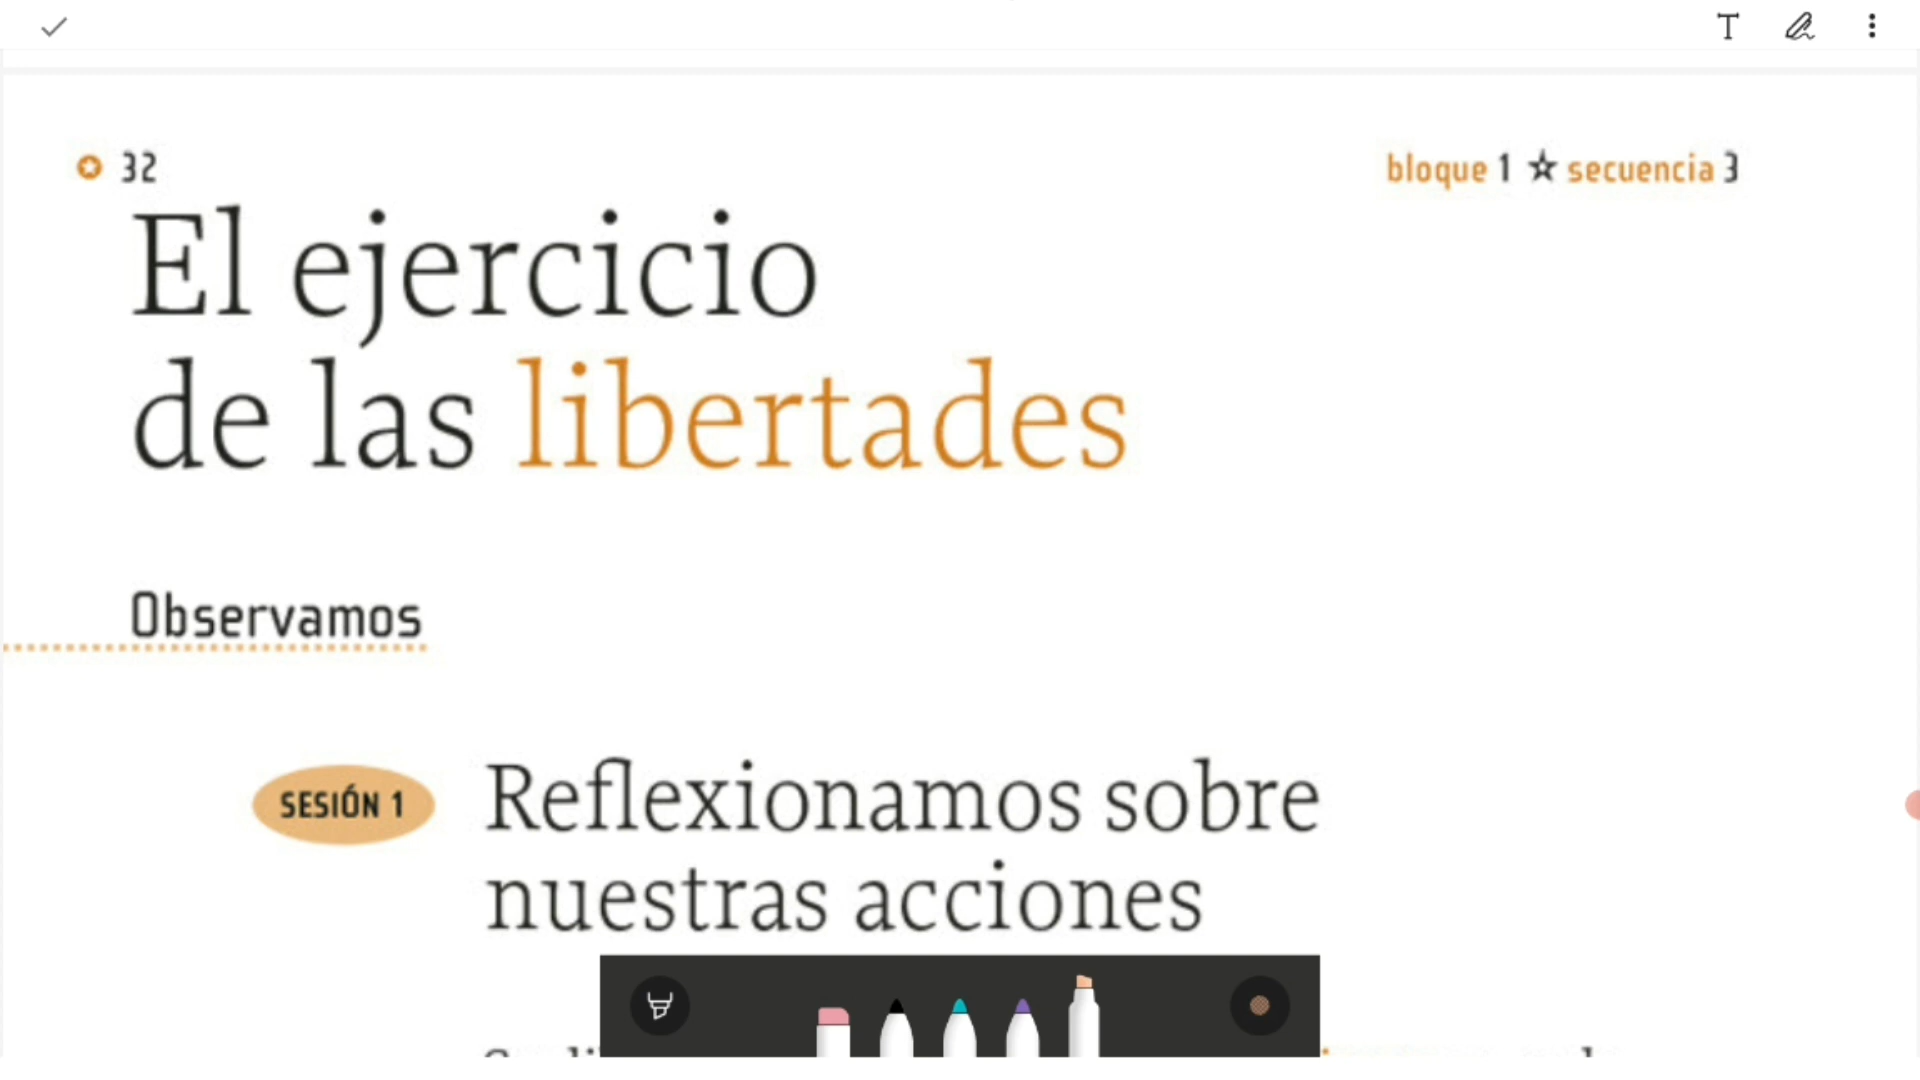 32
bloque 1 ☆ secuencia 3
El ejercicio
de las libertades
Observamos
SESIÓN 1
Reflexionamos sobre
nuestras acciones